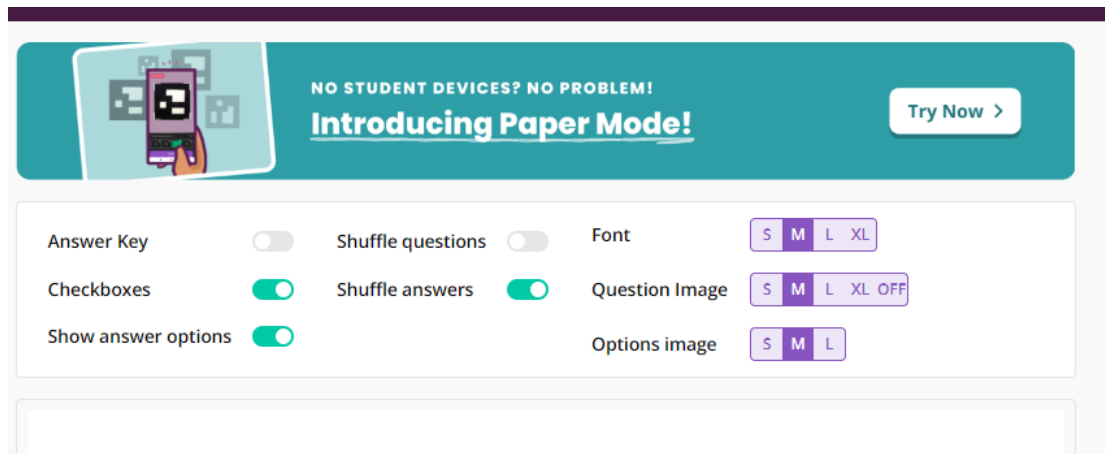 NO STUDENT DEVICES? NO PROBLEM!
Introducing Paper Mode!
Try Now >
Answer Key
Shuffle questions
Font
S M L XL
Checkboxes
Shuffle answers
Question Image
S M L XL OFF
Show answer options
Options image
S M L